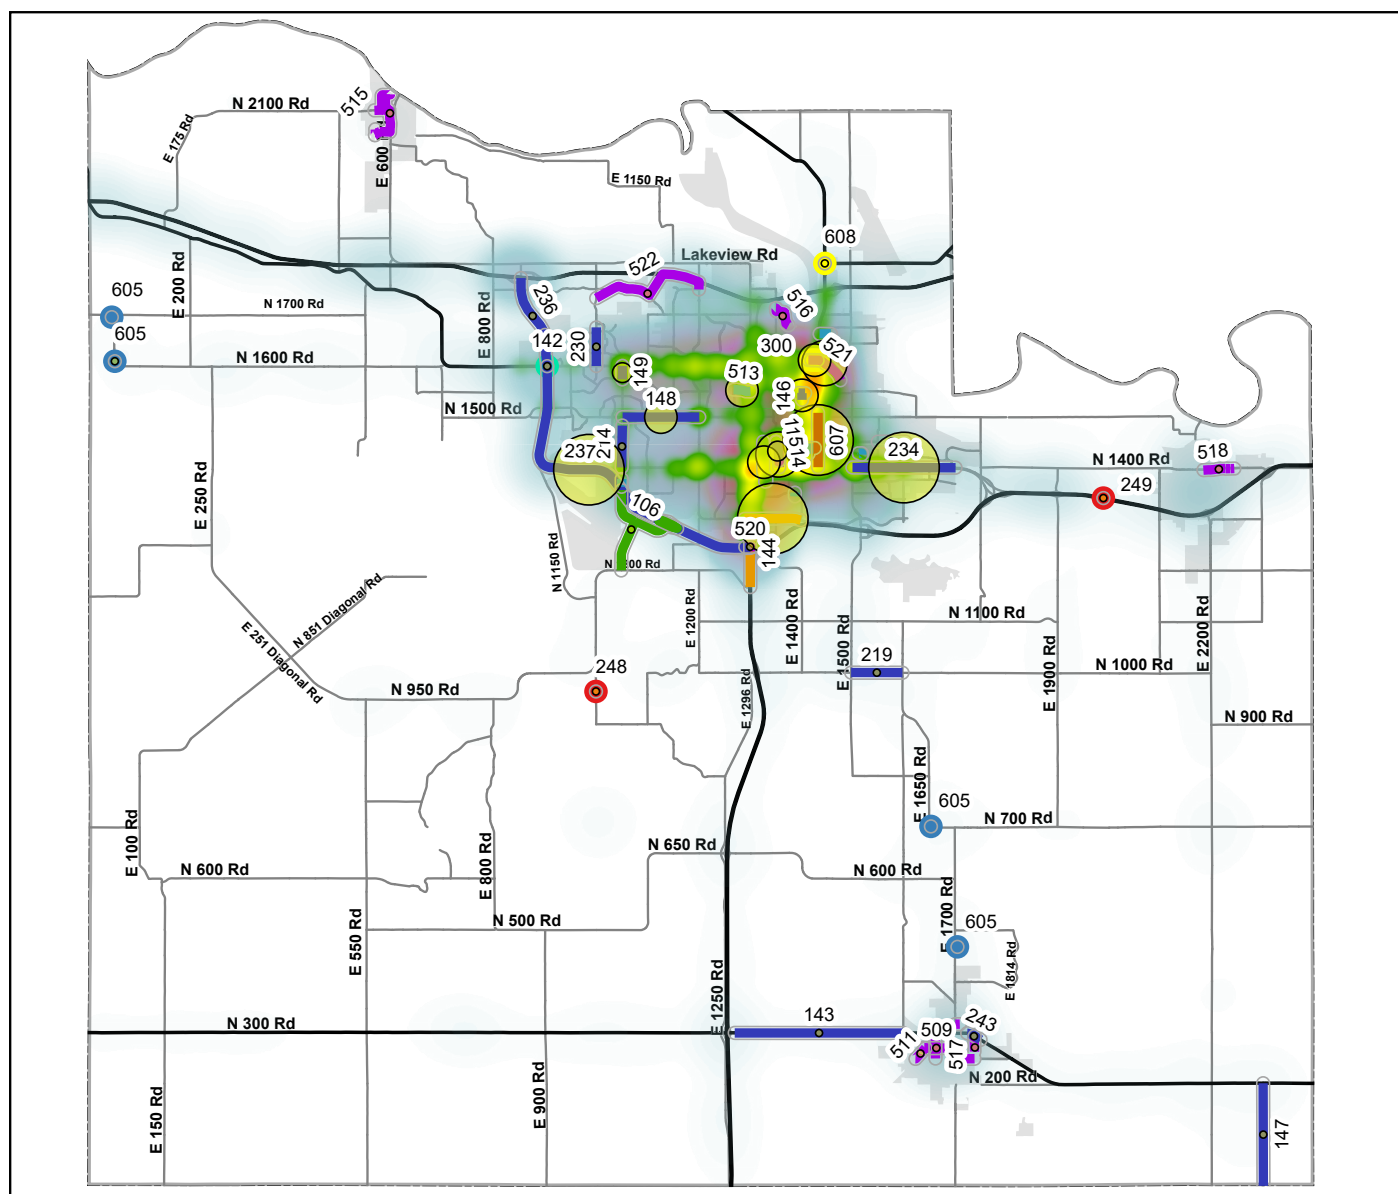 N 2100 Rd
515
E 175 Rd
E 600
E 1150 Rd
608
Lakeview Rd
522
E 200 Rd
605
N 1700 Rd
236
516
E 800 Rd
605
142
230
300
521
N 1600 Rd
149
513
146
148
N 1500 Rd
607
214
237
11514
234
N 1400 Rd
518
249
E 250 Rd
106
520
144
N 1150 Rd
N 1200 Rd
N 851 Diagonal Rd
E 251 Diagonal Rd
E 1200 Rd
E 1400 Rd
N 1100 Rd
E 1500 Rd
219
E 1900 Rd
N 1000 Rd
E 2200 Rd
248
N 950 Rd
E 1296 Rd
N 900 Rd
E 1650 Rd
605
N 700 Rd
E 100 Rd
N 650 Rd
N 600 Rd
E 800 Rd
N 600 Rd
N 500 Rd
E 1700 Rd
605
E 550 Rd
E 1814 Rd
E 1250 Rd
N 300 Rd
143
511
509
517
243
N 200 Rd
E 150 Rd
E 900 Rd
147